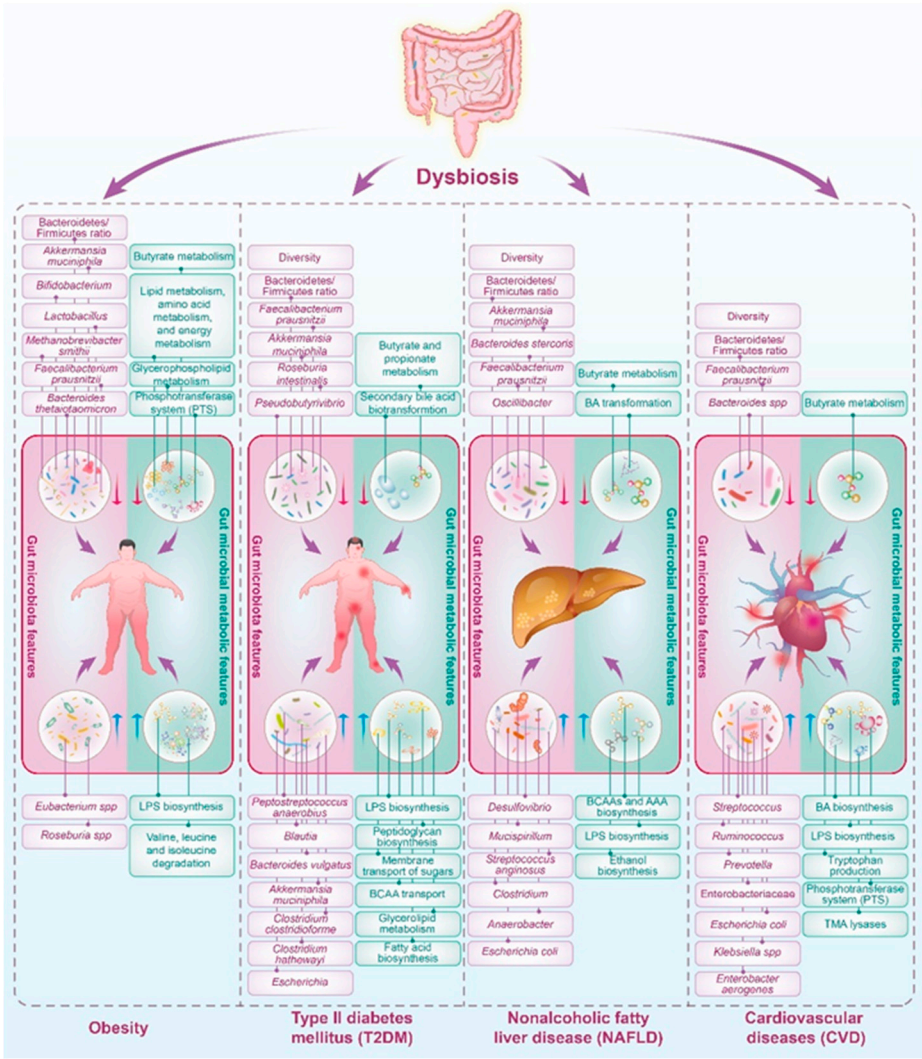 Dysbiosis
Bacteroidetes/
Firmicutes ratio
Akkermansia
muciniphila
Bifidobacterium
Lactobacillus
Methanobrevibacter
smithii
Faecalibacterium
prausnitzii
Bacteroides
thetaiotaomicron
Butyrate metabolism
Lipid metabolism,
amino acid
metabolism,
and energy
metabolism
Glycerophospholipid
metabolism
Phosphotransferase
system (PTS)
Gut microbiota features
Gut microbial metabolic features
Eubacterium spp
Roseburia spp
LPS biosynthesis
Valine, leucine
and isoleucine
degradation
Obesity
Diversity
Bacteroidetes/
Firmicutes ratio
Faecalibacterium
prausnitzii
Akkermansia
muciniphila
Roseburia
intestinalis
Pseudobutyrivibrio
Butyrate and
propionate
metabolism
Secondary bile acid
biotransformtion
Gut microbiota features
Gut microbial metabolic features
Peptostreptococcus
anaerobius
Blautia
Bacteroides vulgatus
Akkermansia
muciniphila
Clostridium
clostridioforme
Clostridium
hathewayi
Escherichia
LPS biosynthesis
Peptidoglycan
biosynthesis
Membrane
transport of sugars
BCAA transport
Glycerolipid
metabolism
Fatty acid
biosynthesis
Type II diabetes
mellitus (T2DM)
Diversity
Bacteroidetes/
Firmicutes ratio
Akkermansia
muciniphila
Bacteroides stercoris
Faecalibacterium
prausnitzii
Oscillibacter
Butyrate metabolism
BA transformation
Gut microbiota features
Gut microbial metabolic features
Desulfovibrio
Mucispirillum
Streptococcus
anginosus
Clostridium
Anaerobacter
Escherichia coli
BCAAs and AAA
biosynthesis
LPS biosynthesis
Ethanol
biosynthesis
Nonalcoholic fatty
liver disease (NAFLD)
Diversity
Bacteroidetes/
Firmicutes ratio
Faecalibacterium
prausnitzii
Bacteroides spp
Butyrate metabolism
Gut microbiota features
Gut microbial metabolic features
Streptococcus
Ruminococcus
Prevotella
Enterobacteriaceae
Escherichia coli
Klebsiella spp
Enterobacter
aerogenes
BA biosynthesis
LPS biosynthesis
Tryptophan
production
Phosphotransferase
system (PTS)
TMA lysases
Cardiovascular
diseases (CVD)